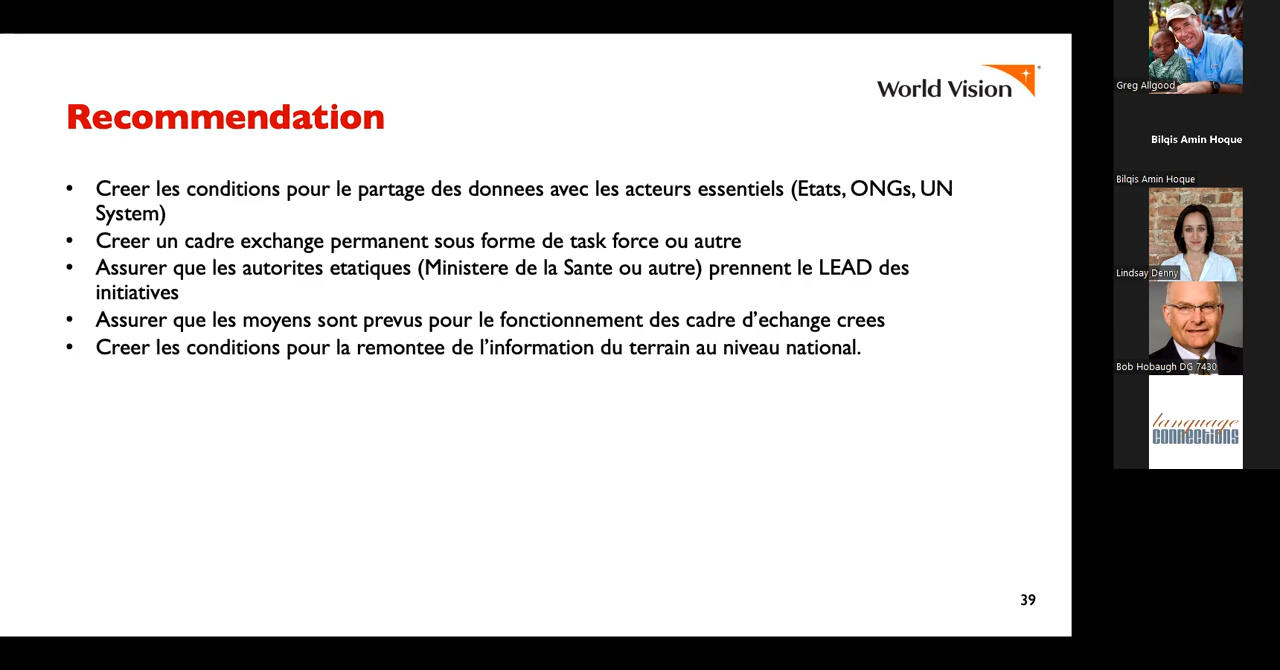 World Vision
Recommendation
• Creer les conditions pour le partage des donnees avec les acteurs essentiels (Etats, ONGs, UN
System)
• Creer un cadre exchange permanent sous forme de task force ou autre
• Assurer que les autorites etatiques (Ministere de la Sante ou autre) prennent le LEAD des
initiatives
• Assurer que les moyens sont prevus pour le fonctionnement des cadre d’echange crees
• Creer les conditions pour la remontee de l’information du terrain au niveau national.
39
Greg Allgood
Bilqis Amin Hoque
Bilqis Amin Hoque
Lindsay Denny
Bob Hobaugh DG 7430
language
connections